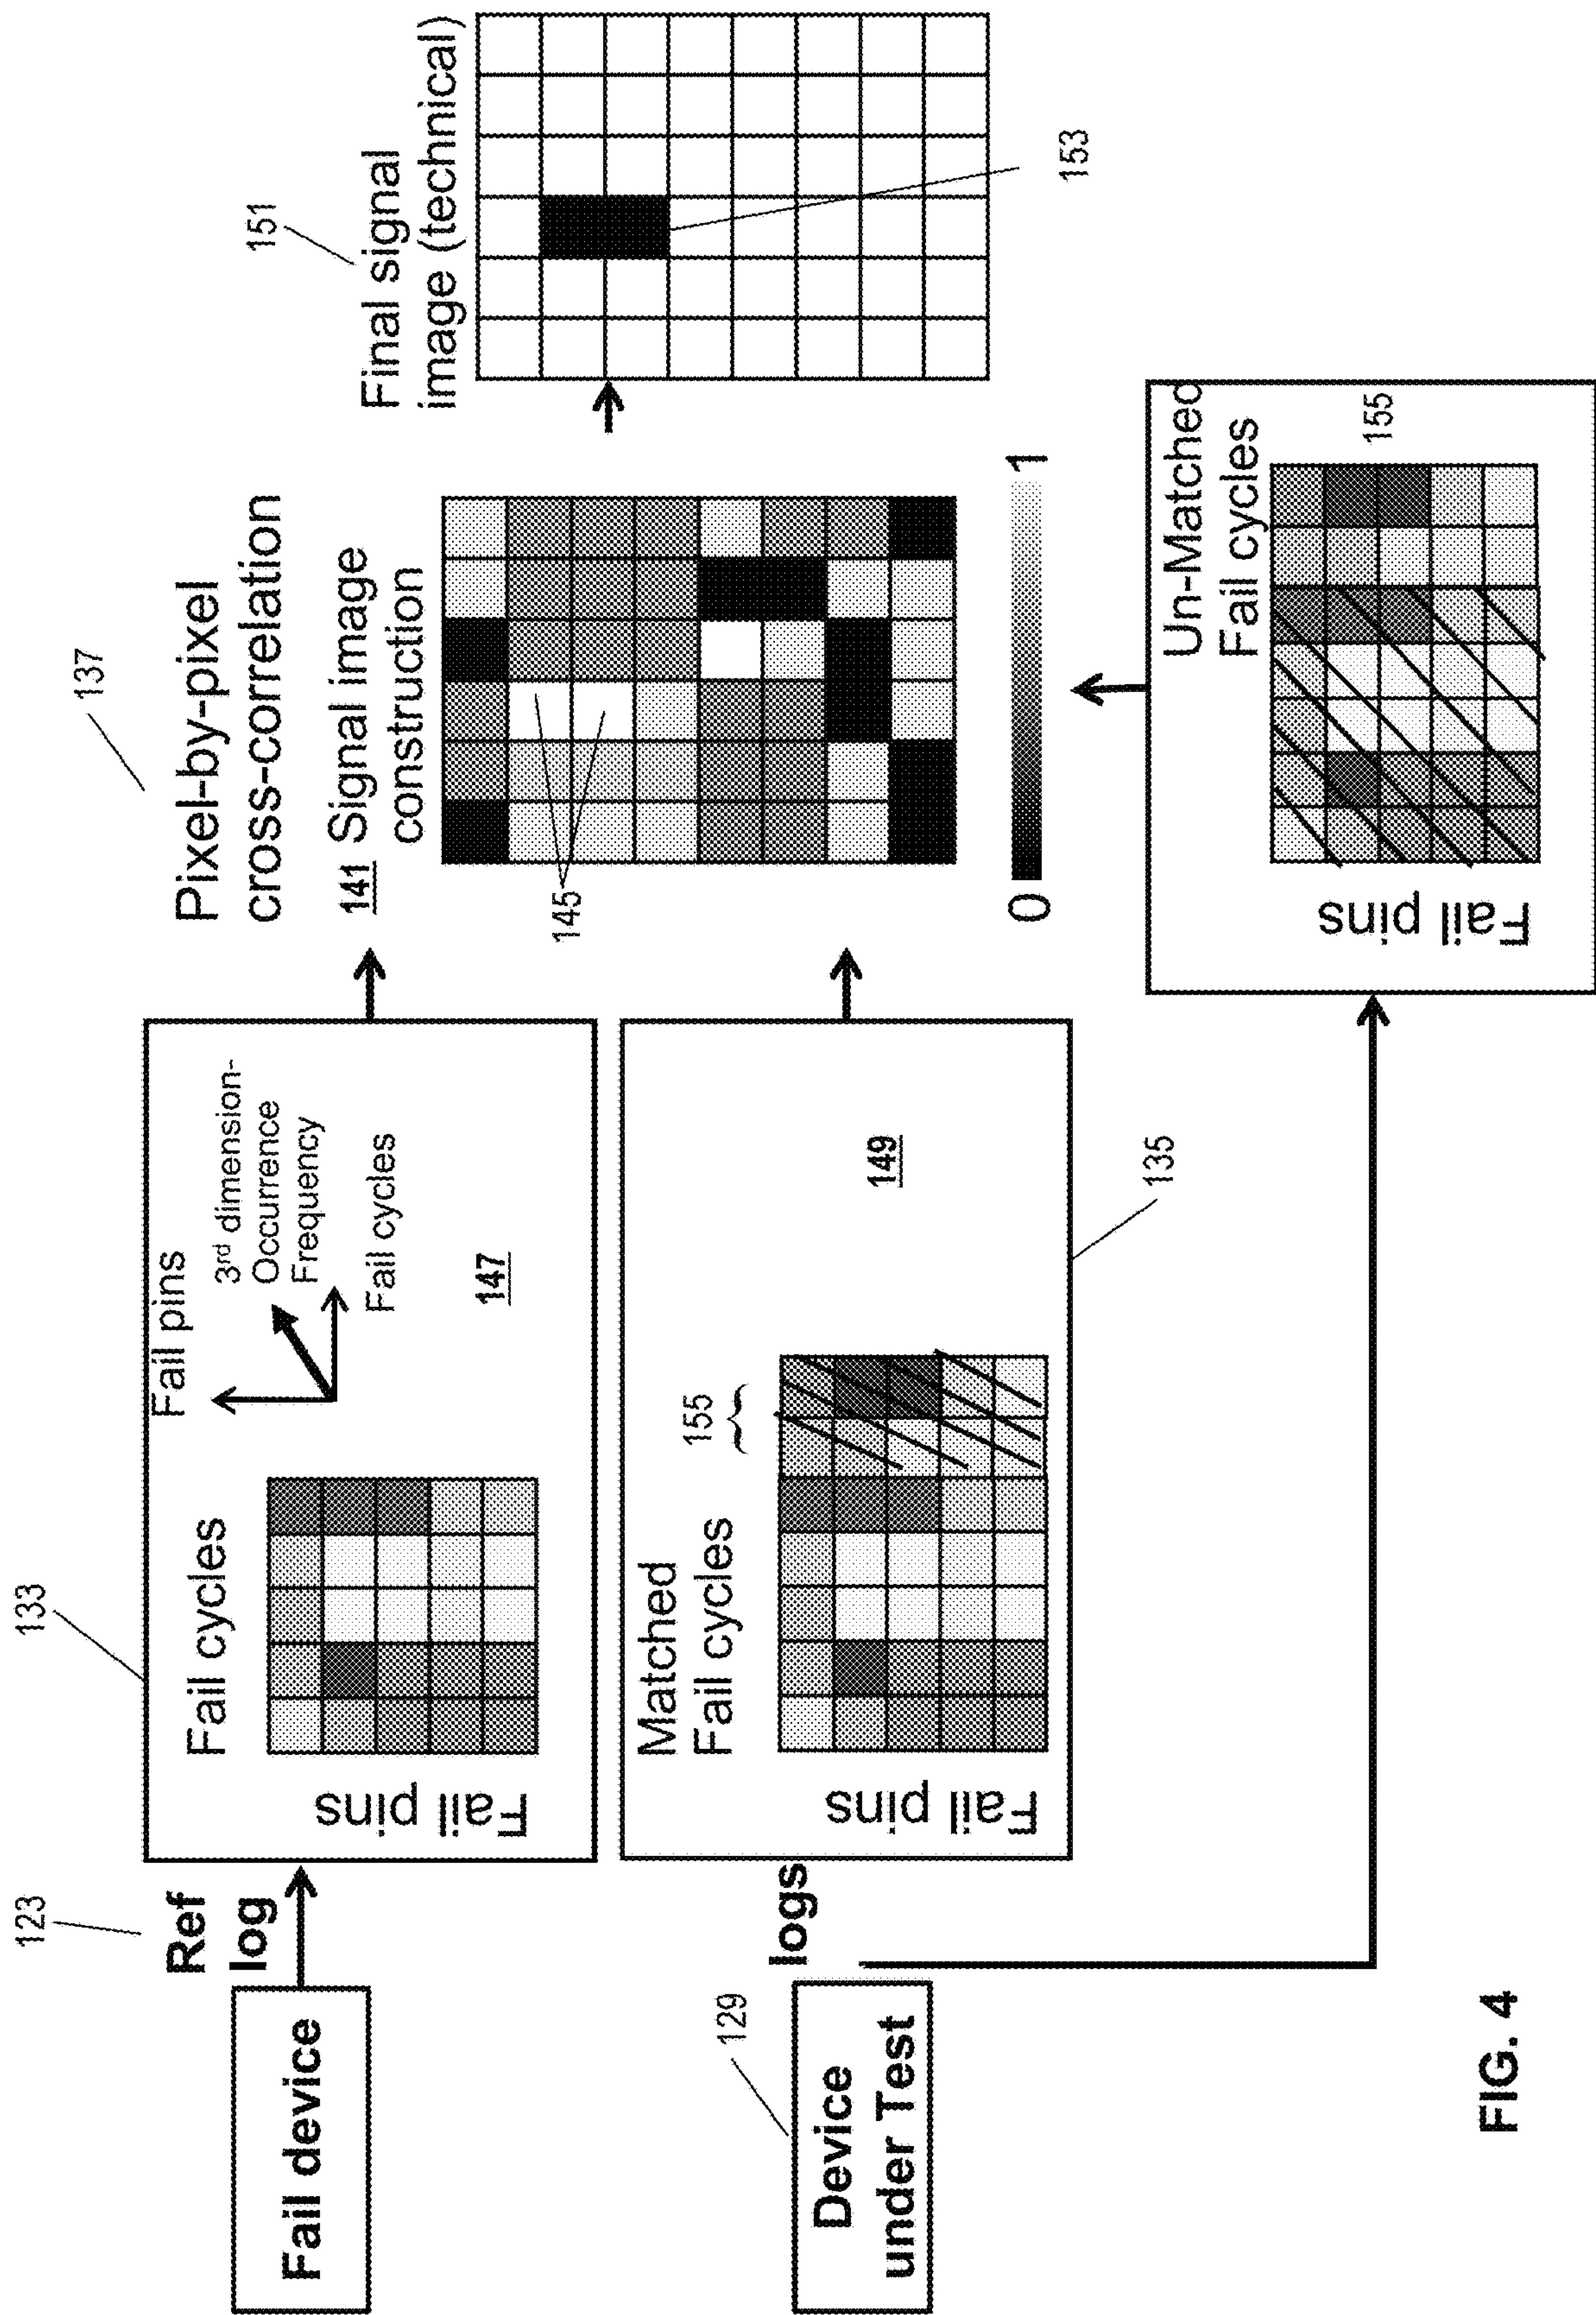 123
Ref
log
Fail device
133
Fail cycles
Fail pins
Fail pins
3rd dimension-
Occurrence
Frequency
Fail cycles
147
129
Device
under Test
logs
Matched
Fail cycles
155
Fail pins
149
135
137
Pixel-by-pixel
cross-correlation
141 Signal image
construction
145
0
1
Un-Matched
Fail cycles
Fail pins
155
151
Final signal
image (technical)
153
FIG. 4